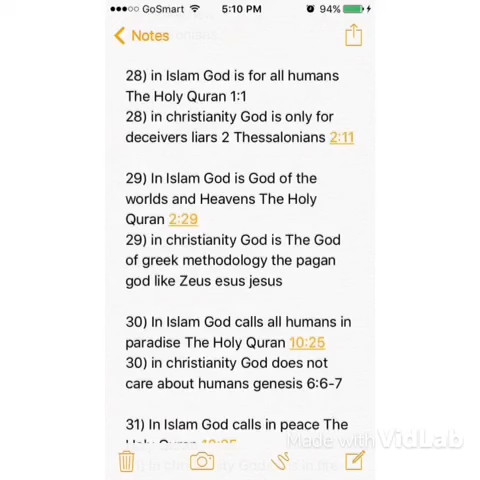 GoSmart 5:10 PM 94%
Notes
28) in Islam God is for all humans
The Holy Quran 1:1
28) in christianity God is only for
deceivers liars 2 Thessalonians 2:11
29) In Islam God is God of the
worlds and Heavens The Holy
Quran 2:29
29) in christianity God is The God
of greek methodology the pagan
god like Zeus esus jesus
30) In Islam God calls all humans in
paradise The Holy Quran 10:25
30) in christianity God does not
care about humans genesis 6:6-7
31) In Islam God calls in peace The
Holy Quran 10:25
Made with VidLab